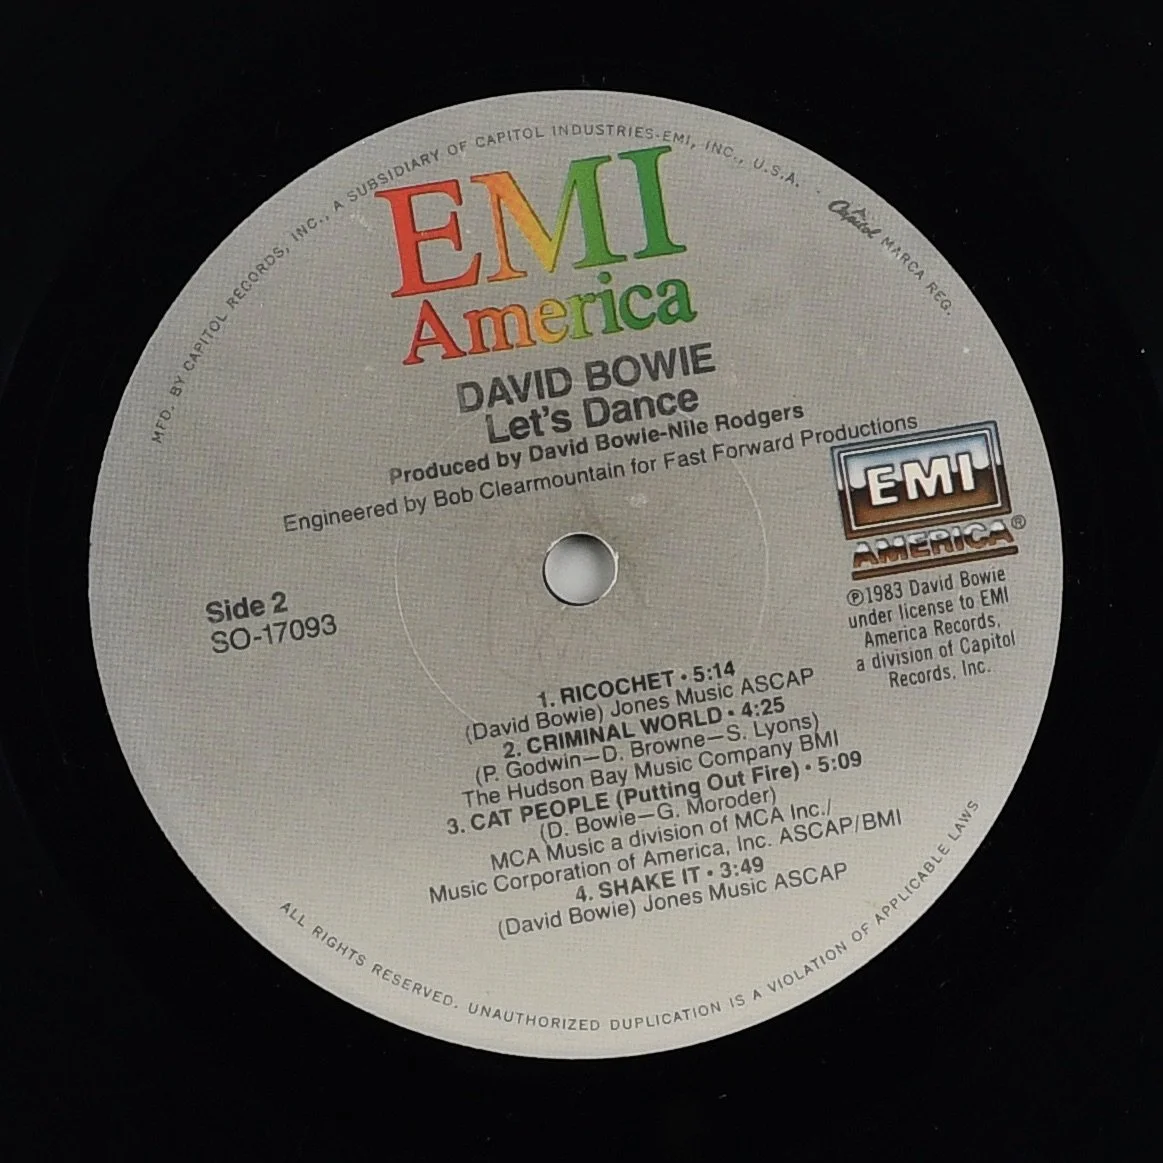 MFD. BY CAPITOL RECORDS, INC., A SUBSIDIARY OF CAPITOL INDUSTRIES-EMI, INC., U.S.A. · Capitol MARCA REG.
EMI
America
DAVID BOWIE
Let's Dance
Produced by David Bowie-Nile Rodgers
Engineered by Bob Clearmountain for Fast Forward Productions
EMI
AMERICA®
℗1983 David Bowie
under license to EMI
America Records,
a division of Capitol
Records, Inc.
Side 2
SO-17093
1. RICOCHET • 5:14
(David Bowie) Jones Music ASCAP
2. CRIMINAL WORLD • 4:25
(P. Godwin—D. Browne—S. Lyons)
The Hudson Bay Music Company BMI
3. CAT PEOPLE (Putting Out Fire) • 5:09
(D. Bowie—G. Moroder)
MCA Music a division of MCA Inc./
Music Corporation of America, Inc. ASCAP/BMI
4. SHAKE IT • 3:49
(David Bowie) Jones Music ASCAP
ALL RIGHTS RESERVED. UNAUTHORIZED DUPLICATION IS A VIOLATION OF APPLICABLE LAWS